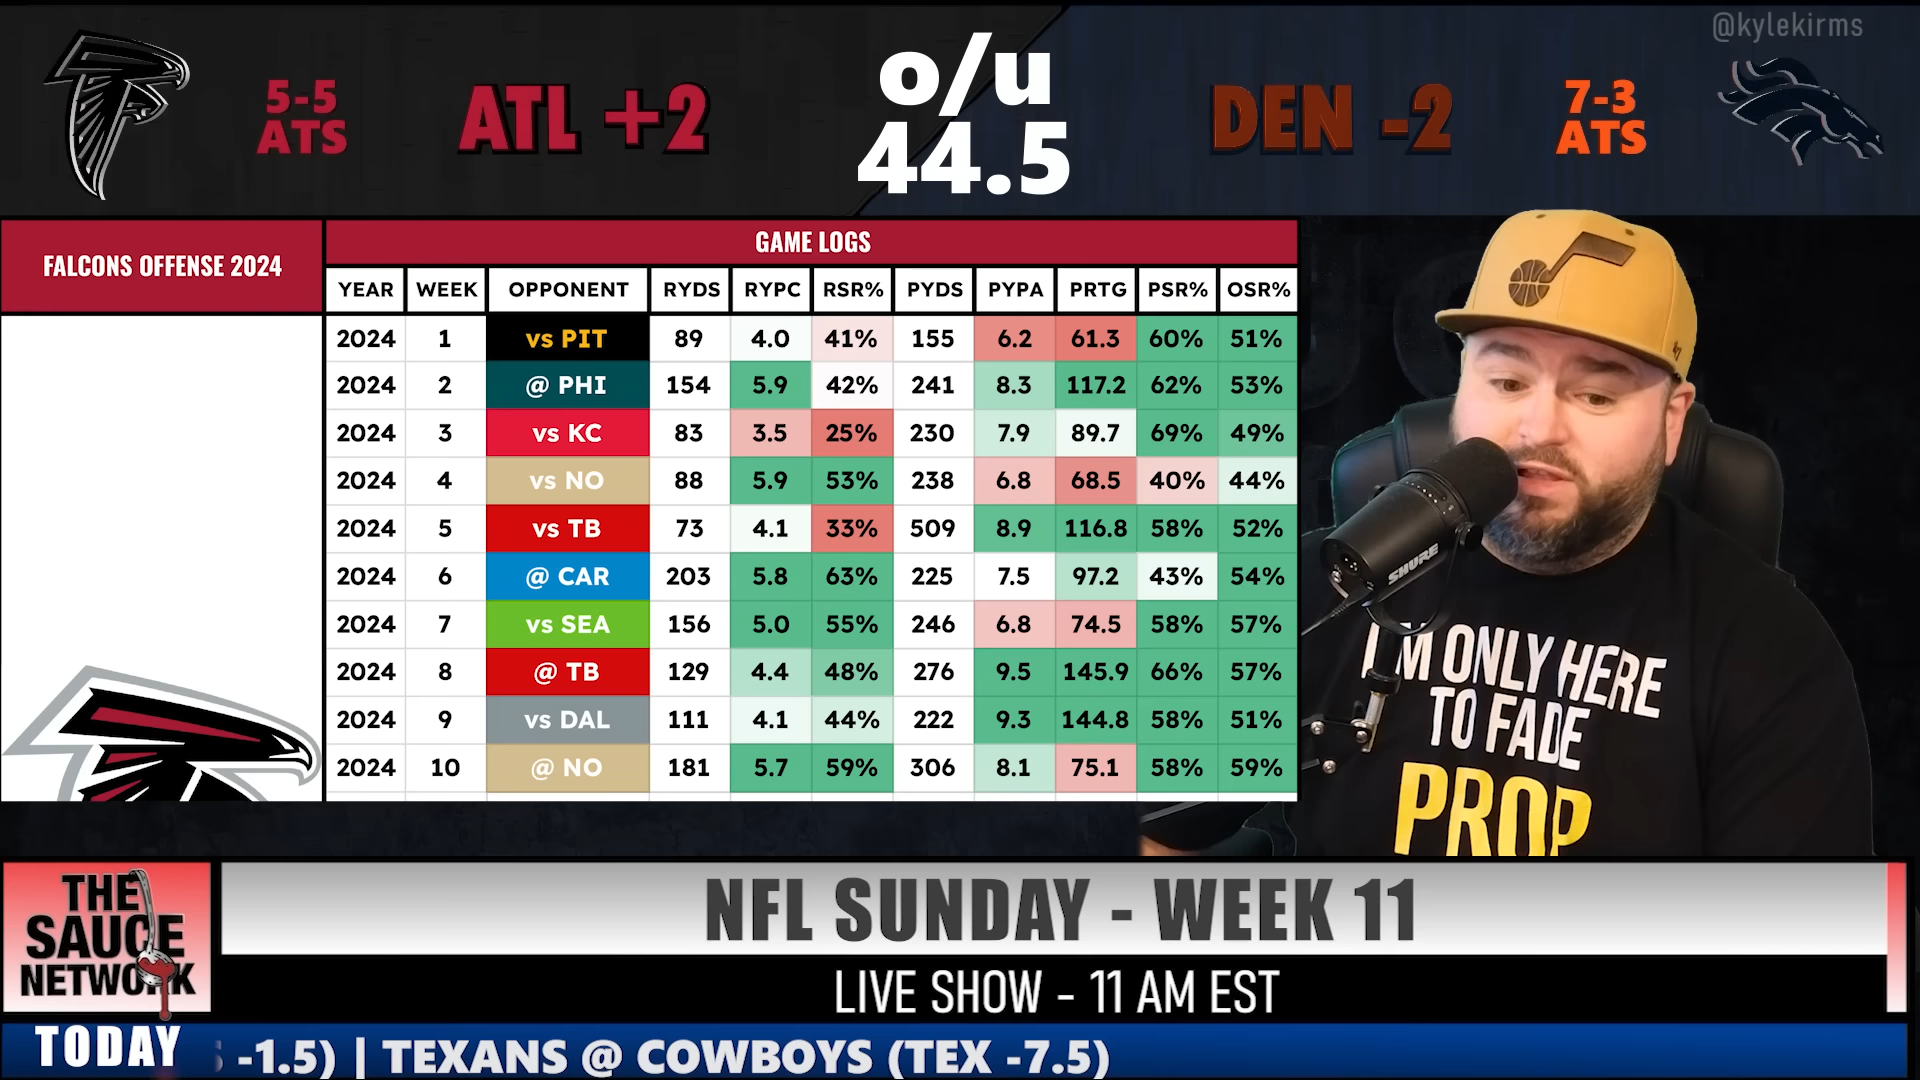 @kylekirms
5-5
ATS
ATL +2
o/u
44.5
DEN -2
7-3
ATS
FALCONS OFFENSE 2024
GAME LOGS
YEAR WEEK OPPONENT RYDS RYPC RSR% PYDS PYPA PRTG PSR% OSR%
2024 1 vs PIT 89 4.0 41% 155 6.2 61.3 60% 51%
2024 2 @ PHI 154 5.9 42% 241 8.3 117.2 62% 53%
2024 3 vs KC 83 3.5 25% 230 7.9 89.7 69% 49%
2024 4 vs NO 88 5.9 53% 238 6.8 68.5 40% 44%
2024 5 vs TB 73 4.1 33% 509 8.9 116.8 58% 52%
2024 6 @ CAR 203 5.8 63% 225 7.5 97.2 43% 54%
2024 7 vs SEA 156 5.0 55% 246 6.8 74.5 58% 57%
2024 8 @ TB 129 4.4 48% 276 9.5 145.9 66% 57%
2024 9 vs DAL 111 4.1 44% 222 9.3 144.8 58% 51%
2024 10 @ NO 181 5.7 59% 306 8.1 75.1 58% 59%
SHURE
I'M ONLY HERE
TO FADE
PROP
THE
SAUCE
NETWORK
NFL SUNDAY - WEEK 11
LIVE SHOW - 11 AM EST
TODAY
-1.5) | TEXANS @ COWBOYS (TEX -7.5)